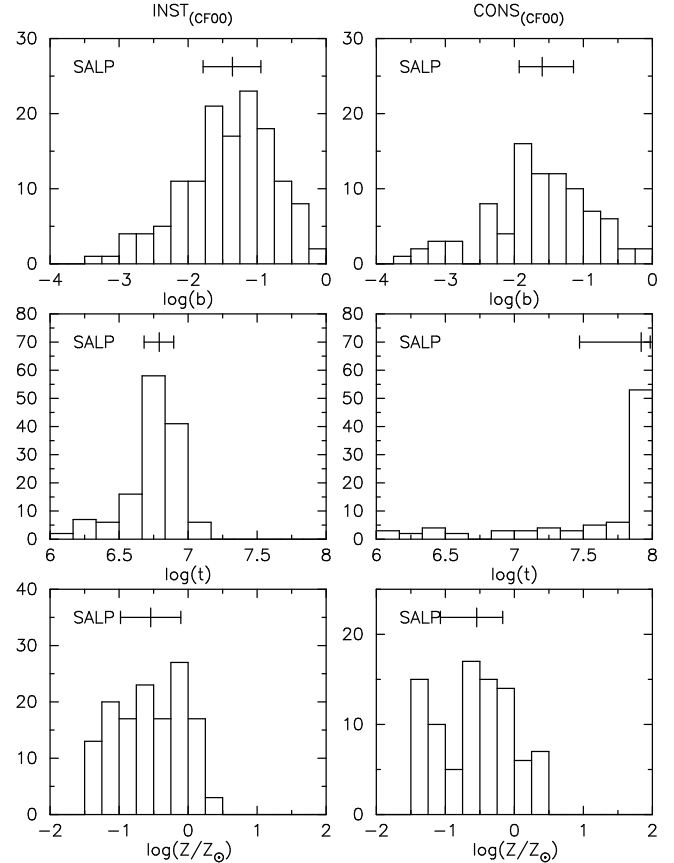 INST(CF00) CONS(CF00)
30 30
SALP SALP
20 20
10 10
0 0
−4 −3 −2 −1 0 −4 −3 −2 −1 0
log(b) log(b)
80 80
70 SALP 70 SALP
60 60
50 50
40 40
30 30
20 20
10 10
0 0
6 6.5 7 7.5 8 6 6.5 7 7.5 8
log(t) log(t)
40
SALP SALP
30
20 20
10 10
0 0
−2 −1 0 1 2 −2 −1 0 1 2
log(Z/Z⊙) log(Z/Z⊙)